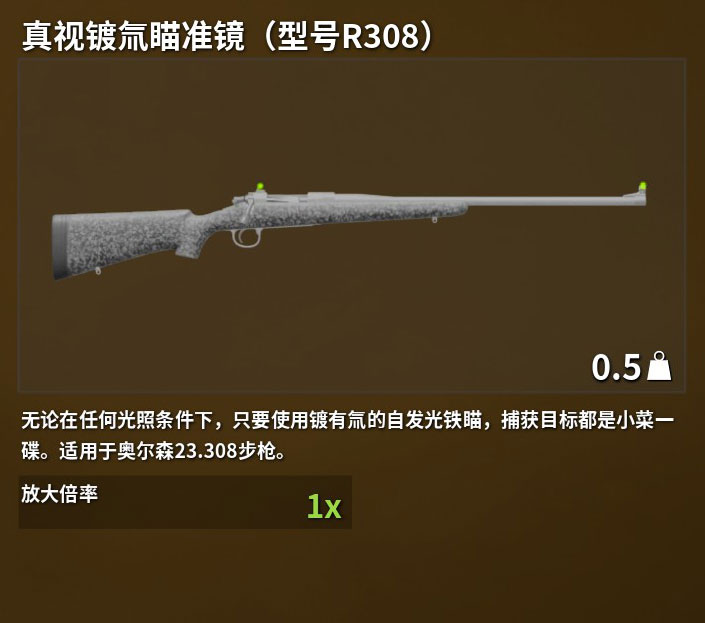 真视镀氚瞄准镜（型号R308）
0.5
无论在任何光照条件下，只要使用镀有氚的自发光铁瞄，捕获目标都是小菜一
碟。适用于奥尔森23.308步枪。
放大倍率
1x